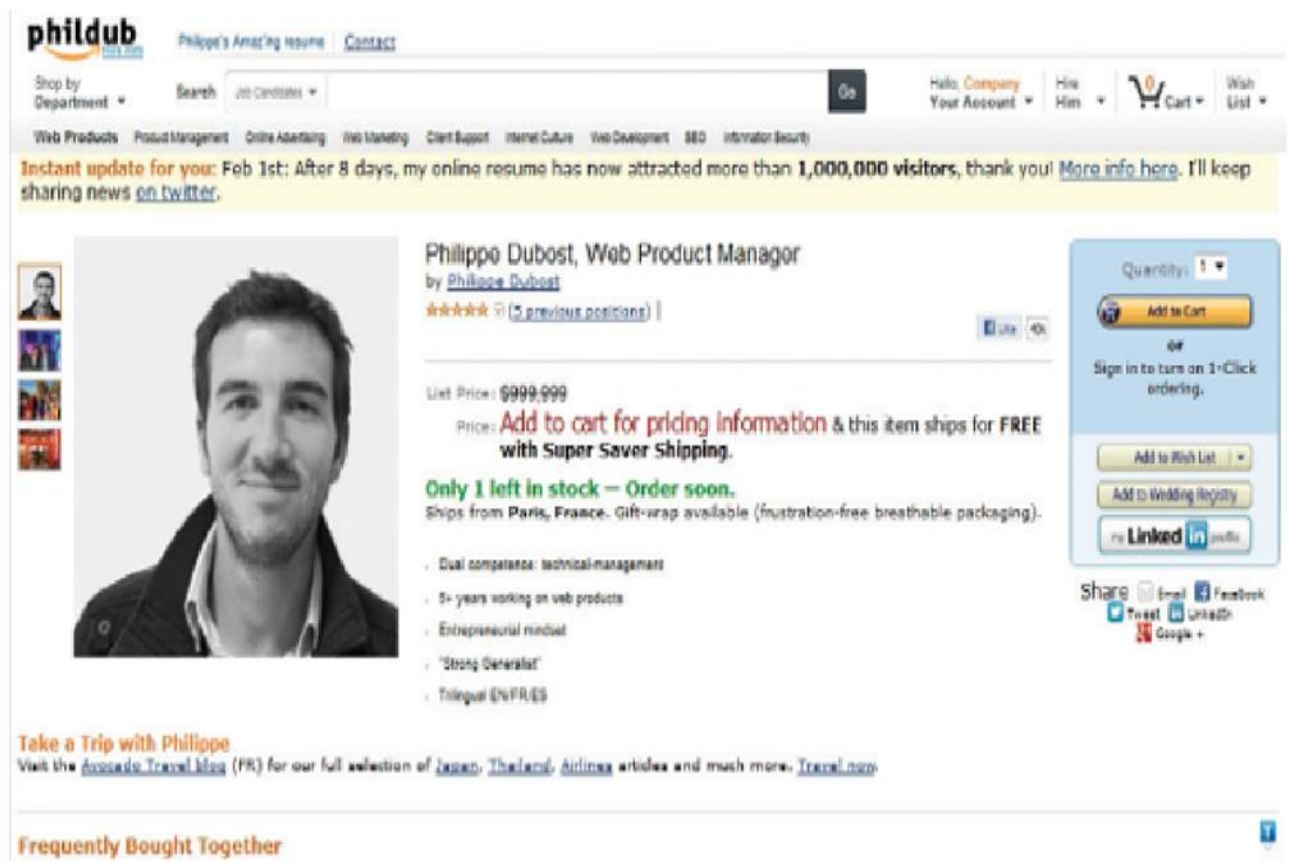 phildub
Philippe's Amazing resume Contact
Shop by
Department
Search Job Candidates Go
Hello, Company
Your Account
Hire
Him
0
Cart
Wish
List
Web Products Product Management Online Advertising Web Marketing Client Support Internet Culture Web Development SEO Information Security
Instant update for you: Feb 1st: After 8 days, my online resume has now attracted more than 1,000,000 visitors, thank you! More info here. I'll keep
sharing news on twitter.
Philippe Dubost, Web Product Manager
by Philippe Dubost
(5 previous positions) |
Like
List Price: $999,999
Price: Add to cart for pricing information & this item ships for FREE
with Super Saver Shipping.
Only 1 left in stock — Order soon.
Ships from Paris, France. Gift-wrap available (frustration-free breathable packaging).
Dual competence: technical-management
5+ years working on web products
Entrepreneurial mindset
"Strong Generalist"
Trilingual EN/FR/ES
Quantity: 1
Add to Cart
or
Sign in to turn on 1-Click
ordering.
Add to Wish List
Add to Wedding Registry
my Linked in profile
Share Email Facebook
Tweet LinkedIn
Google +
Take a Trip with Philippe
Visit the Avocado Travel blog (FR) for our full selection of Japan, Thailand, Airlines articles and much more. Travel now.
Frequently Bought Together